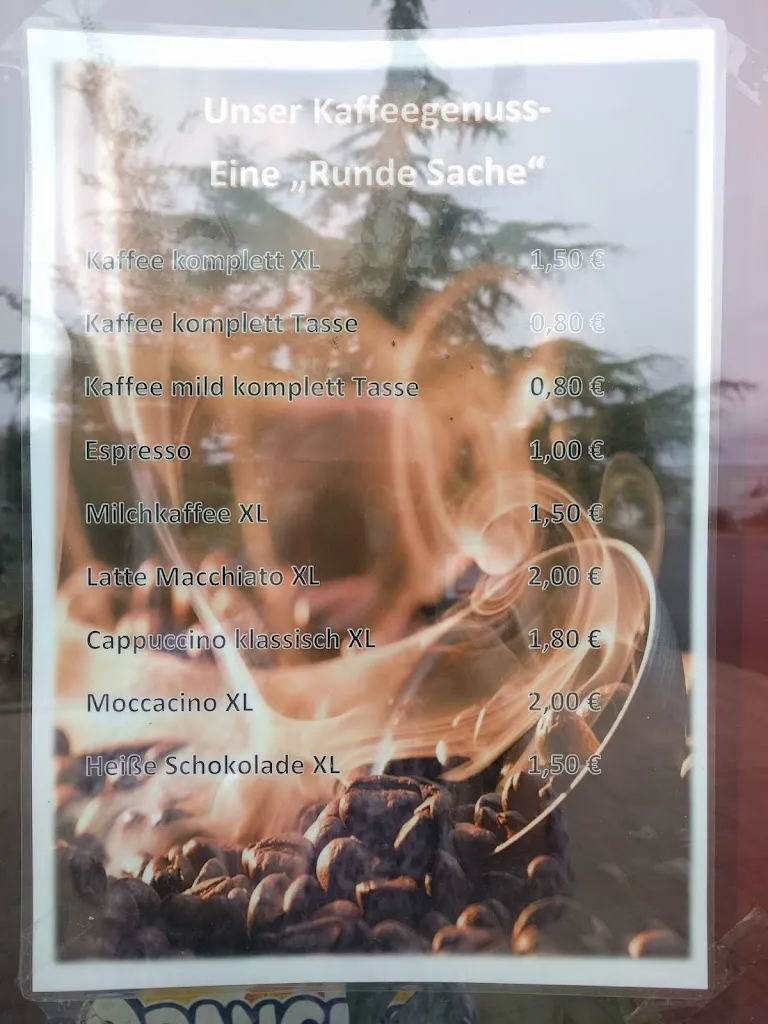 Unser Kaffeegenuss-
Eine „Runde Sache“
Kaffee komplett XL 1,50 €
Kaffee komplett Tasse 0,80 €
Kaffee mild komplett Tasse 0,80 €
Espresso 1,00 €
Milchkaffee XL 1,50 €
Latte Macchiato XL 2,00 €
Cappuccino klassisch XL 1,80 €
Moccacino XL 2,00 €
Heiße Schokolade XL 1,50 €